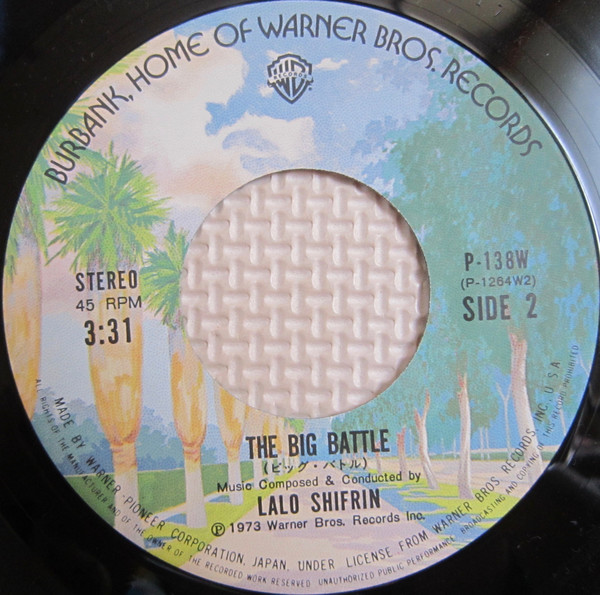 BURBANK, HOME OF WARNER BROS. RECORDS
RECORDS
STEREO
45 RPM
3:31
P-138W
(P-1264W2)
SIDE 2
THE BIG BATTLE
(ビッグ・バトル)
Music Composed & Conducted by
LALO SHIFRIN
Ⓟ1973 Warner Bros. Records Inc.
MADE BY WARNER PIONEER CORPORATION, JAPAN, UNDER LICENSE FROM WARNER BROS. RECORDS INC., U.S.A.
ALL RIGHTS OF THE MANUFACTURER AND OF THE OWNER OF THE RECORDED WORK RESERVED. UNAUTHORIZED PUBLIC PERFORMANCE, BROADCASTING AND COPYING OF THIS RECORD PROHIBITED